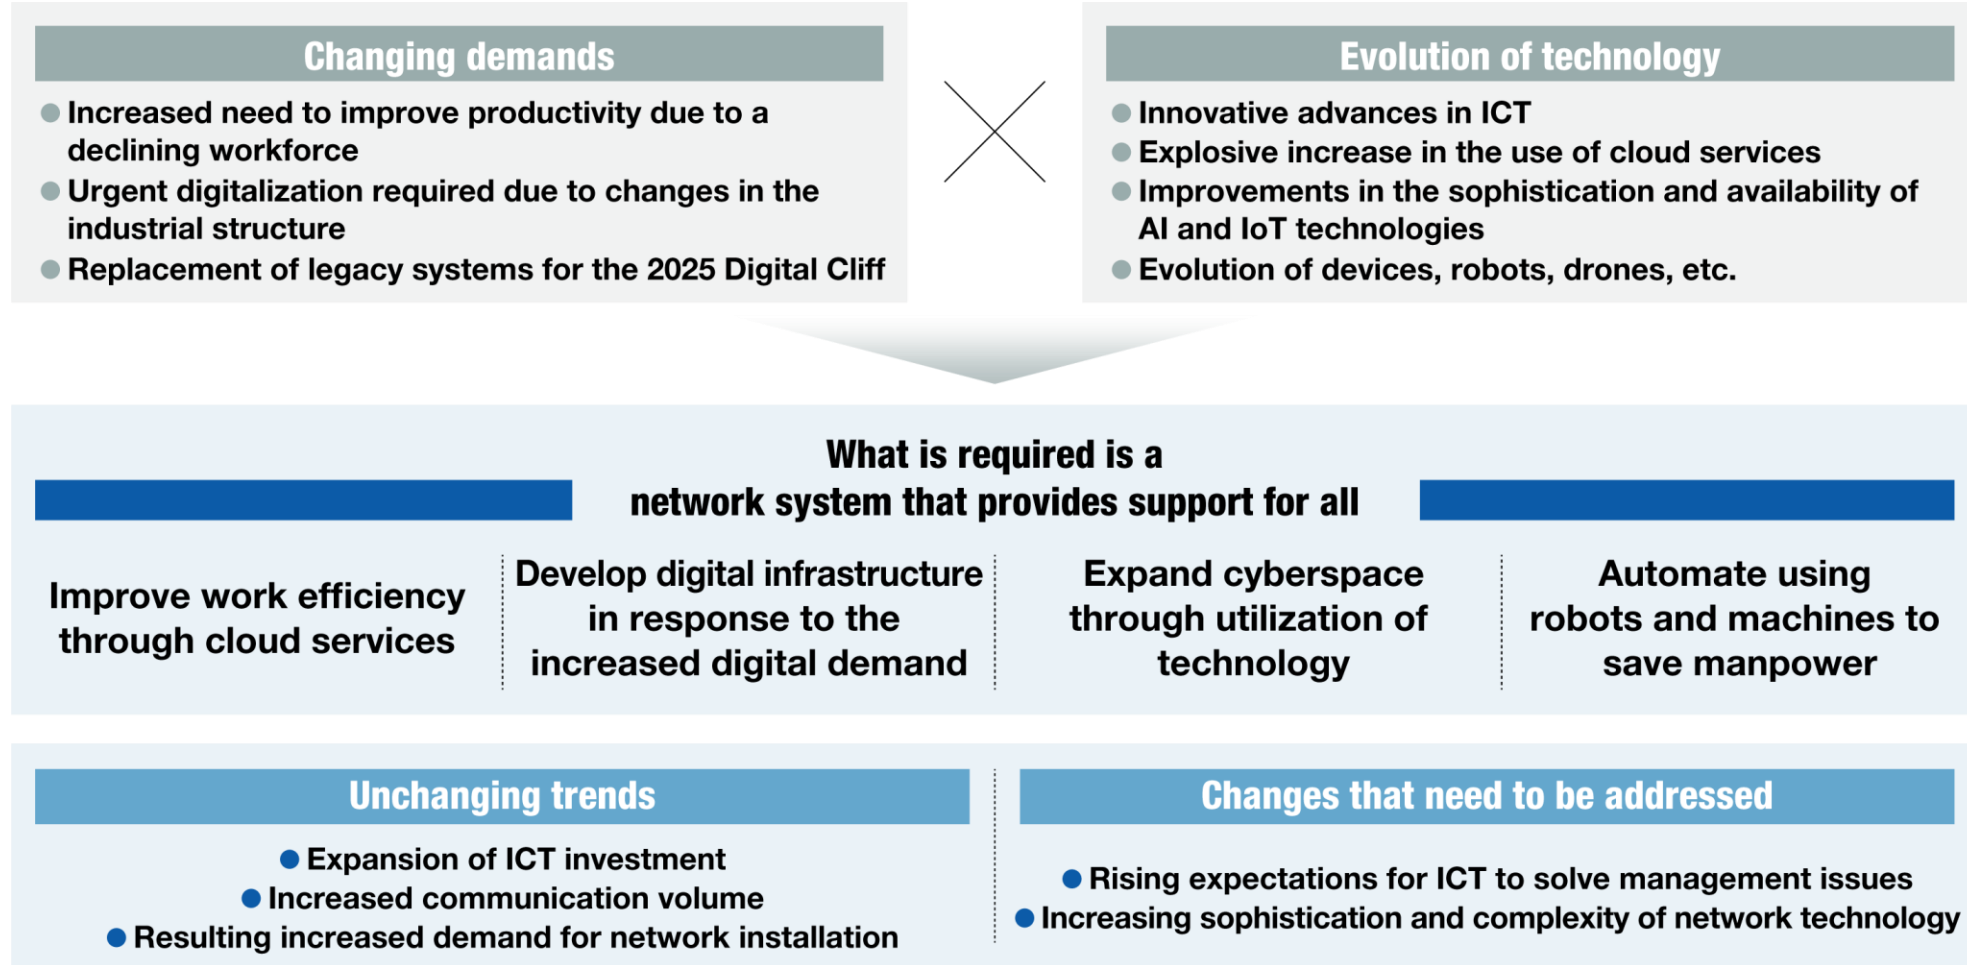 Changing demands
Increased need to improve productivity due to a
declining workforce
Urgent digitalization required due to changes in the
industrial structure
Replacement of legacy systems for the 2025 Digital Cliff
Evolution of technology
Innovative advances in ICT
Explosive increase in the use of cloud services
Improvements in the sophistication and availability of
AI and IoT technologies
Evolution of devices, robots, drones, etc.
What is required is a
network system that provides support for all
Improve work efficiency
through cloud services
Develop digital infrastructure
in response to the
increased digital demand
Expand cyberspace
through utilization of
technology
Automate using
robots and machines to
save manpower
Unchanging trends
Expansion of ICT investment
Increased communication volume
Resulting increased demand for network installation
Changes that need to be addressed
Rising expectations for ICT to solve management issues
Increasing sophistication and complexity of network technology